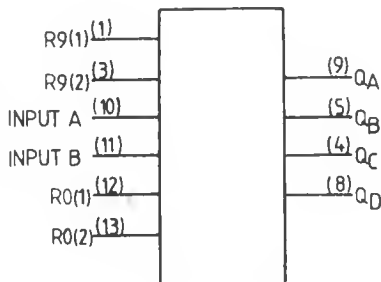 R9(1) (1)
R9(2) (3)
INPUT A (10)
INPUT B (11)
R0(1) (12)
R0(2) (13)
(9) QA
(5) QB
(4) QC
(8) QD